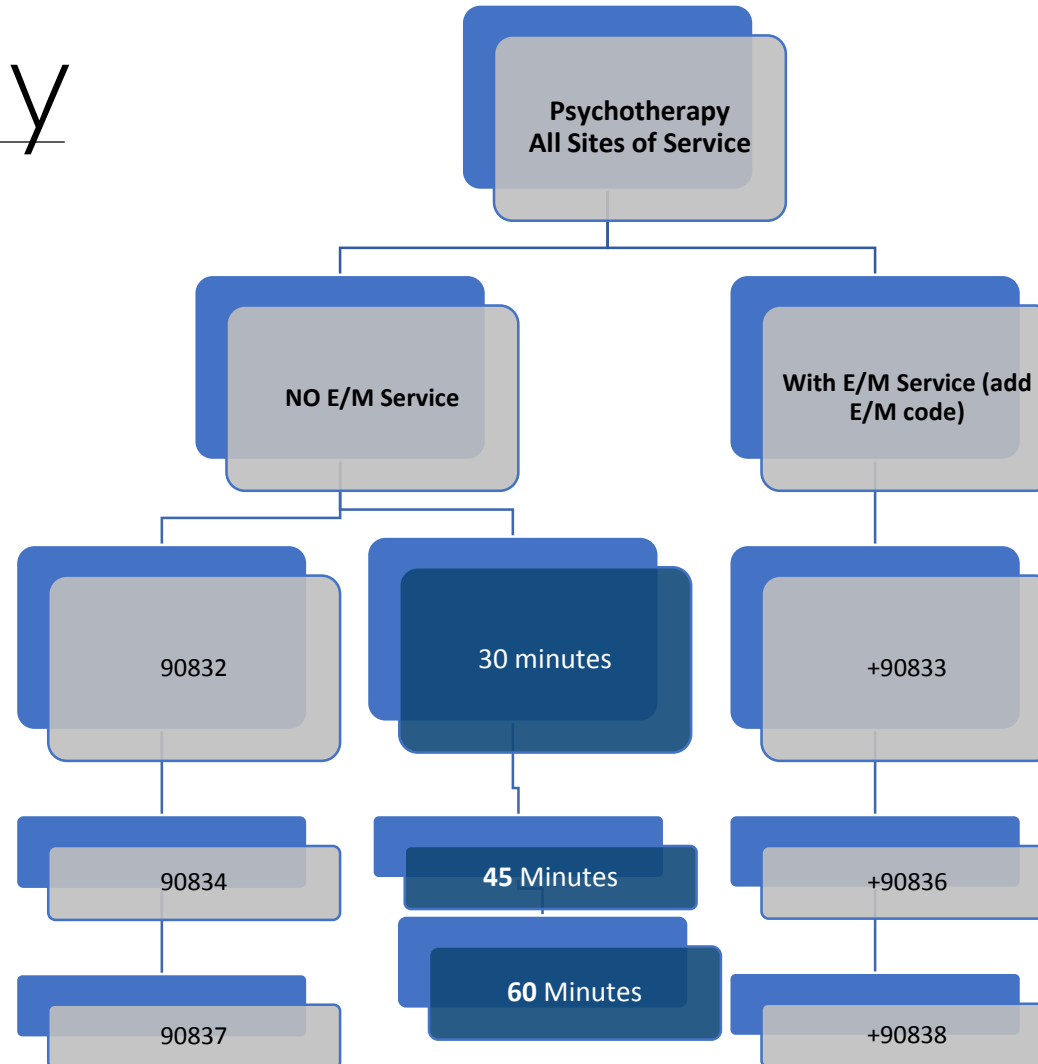 y
Psychotherapy
All Sites of Service
NO E/M Service
With E/M Service (add
E/M code)
90832
30 minutes
+90833
90834
45 Minutes
+90836
60 Minutes
90837
+90838